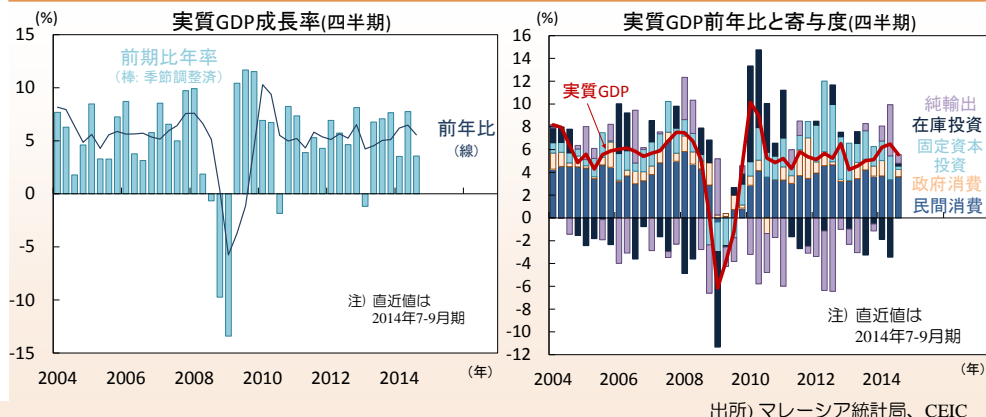 実質GDP成長率(四半期)
(%)
15
10
5
0
-5
-10
-15
前期比年率
(棒: 季節調整済)
前年比
(線)
注) 直近値は
2014年7-9月期
2004 2006 2008 2010 2012 2014
(年)
実質GDP前年比と寄与度(四半期)
(%)
16
14
12
10
8
6
4
2
0
-2
-4
-6
-8
-10
-12
実質GDP
純輸出
在庫投資
固定資本
投資
政府消費
民間消費
注) 直近値は
2014年7-9月期
2004 2006 2008 2010 2012 2014
(年)
出所) マレーシア統計局、CEIC